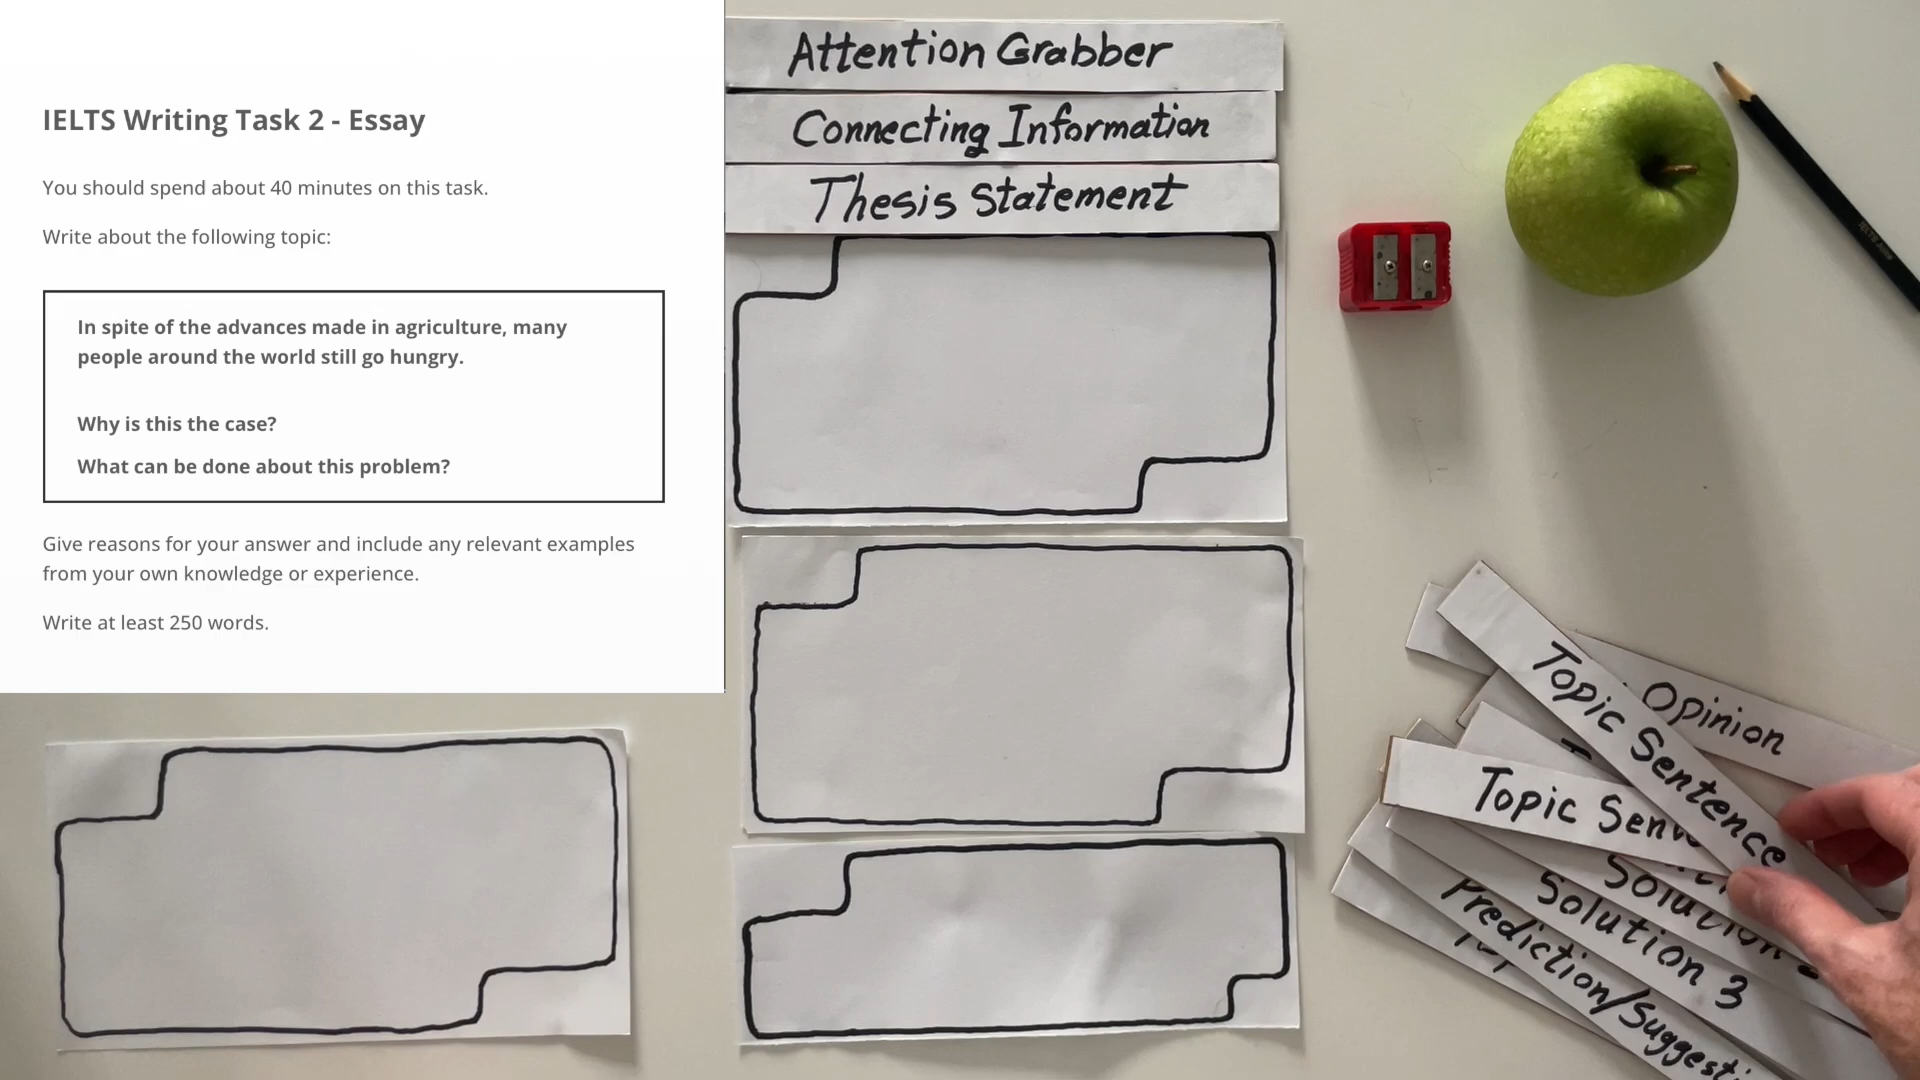 IELTS Writing Task 2 - Essay
You should spend about 40 minutes on this task.
Write about the following topic:
In spite of the advances made in agriculture, many
people around the world still go hungry.
Why is this the case?
What can be done about this problem?
Give reasons for your answer and include any relevant examples
from your own knowledge or experience.
Write at least 250 words.
Attention Grabber
Connecting Information
Thesis Statement
Opinion
Topic Sentence
Topic
Solution 3
Prediction/